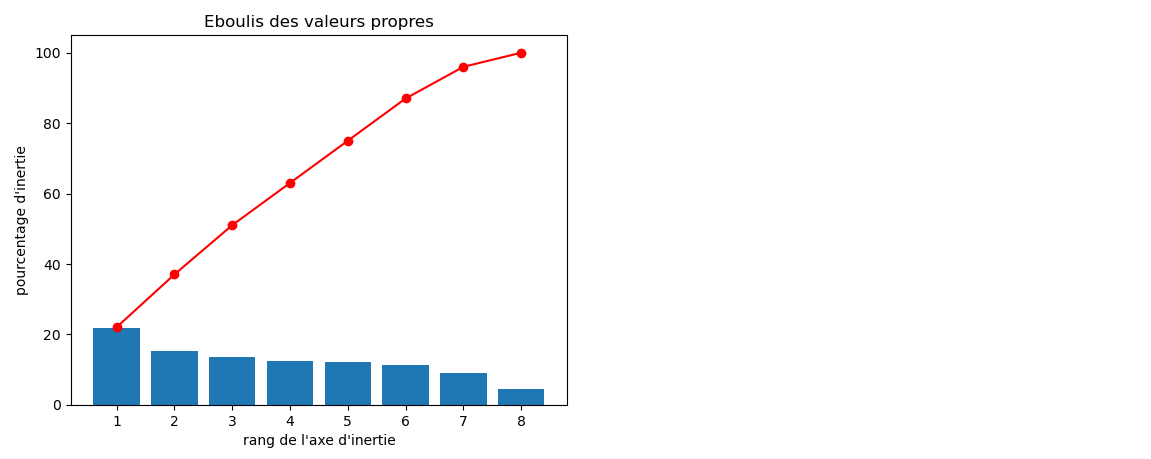 Eboulis des valeurs propres
100
80
60
40
20
0
pourcentage d'inertie
1 2 3 4 5 6 7 8
rang de l'axe d'inertie